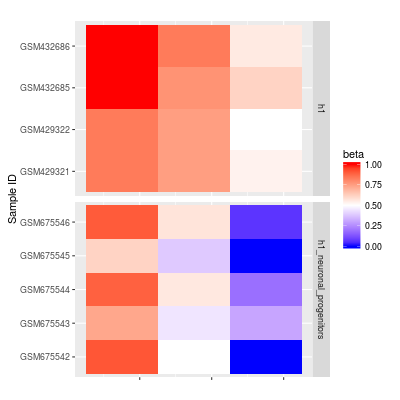 GSM432686
GSM432685
GSM429322
GSM429321
h1
GSM675546
GSM675545
GSM675544
GSM675543
GSM675542
h1_neuronal_progenitors
Sample ID
beta
1.00
0.75
0.50
0.25
0.00